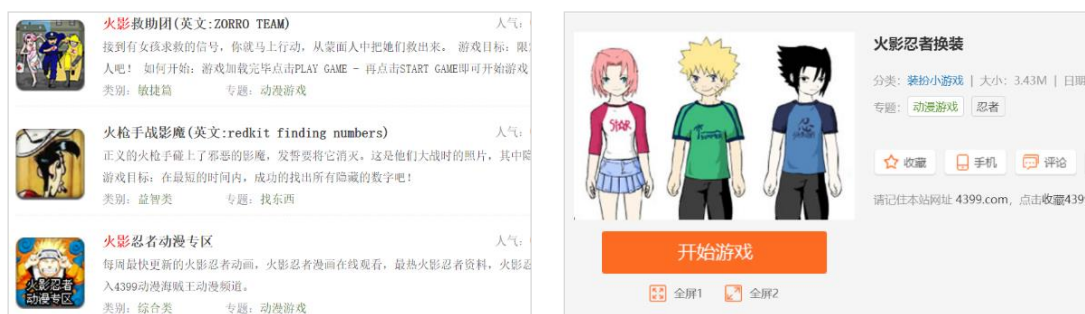 火影救助团(英文:ZORRO TEAM)
人气:
接到有女孩求救的信号，你就马上行动，从蒙面人中把她们救出来。 游戏目标：限
人吧！ 如何开始：游戏加载完毕点击PLAY GAME - 再点击START GAME即可开始游戏
类别：敏捷篇 专题：动漫游戏
火枪手战影魔(英文:redkit finding numbers)
人气:
正义的火枪手碰上了邪恶的影魔，发誓要将它消灭，这是他们大战时的照片，其中隐
游戏目标：在最短的时间内，成功的找出所有隐藏的数字吧！
类别：益智类 专题：找东西
火影忍者动漫专区
人气:
每周最快更新的火影忍者动画，火影忍者漫画在线观看，最热火影忍者资料，火影忍
入4399动漫海贼王动漫频道。
类别：综合类 专题：动漫游戏
火影忍者
动漫专区
STAR
开始游戏
全屏1 全屏2
火影忍者换装
分类：装扮小游戏 | 大小：3.43M | 日期
专题：动漫游戏 忍者
收藏 手机 评论
请记住本站网址 4399.com，点击收藏439